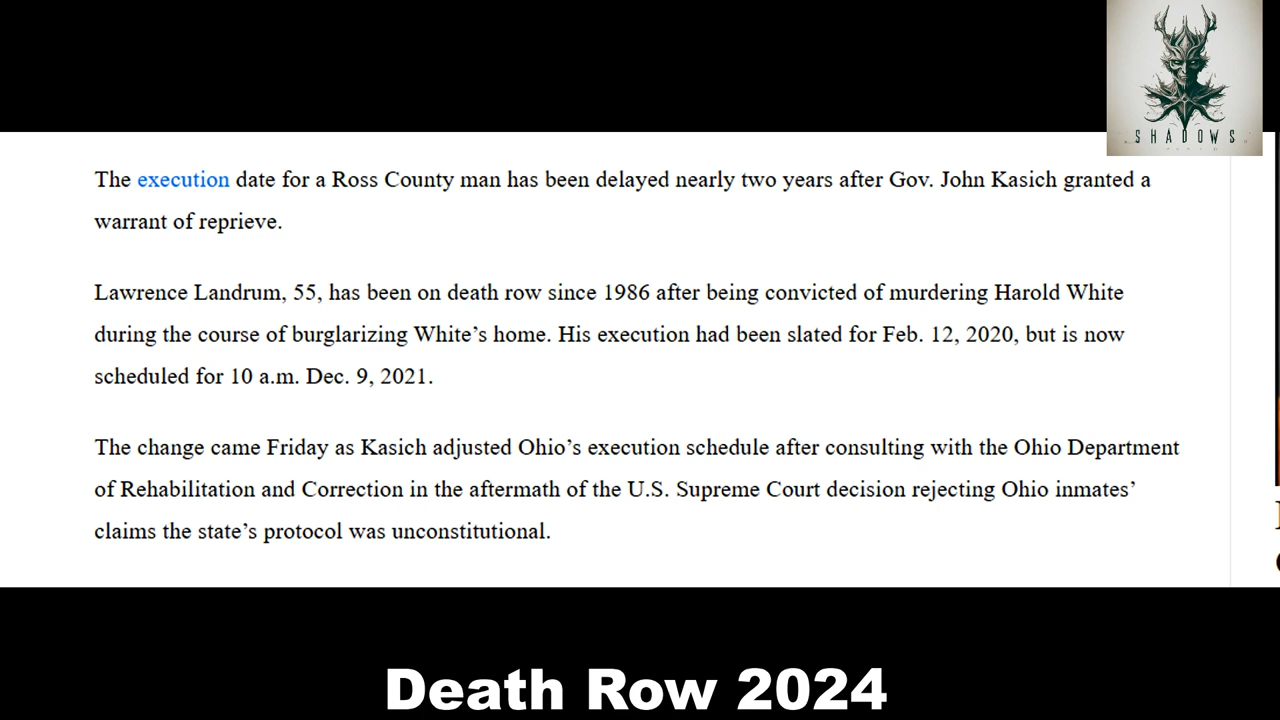 SHADOWS
The execution date for a Ross County man has been delayed nearly two years after Gov. John Kasich granted a
warrant of reprieve.
Lawrence Landrum, 55, has been on death row since 1986 after being convicted of murdering Harold White
during the course of burglarizing White’s home. His execution had been slated for Feb. 12, 2020, but is now
scheduled for 10 a.m. Dec. 9, 2021.
The change came Friday as Kasich adjusted Ohio’s execution schedule after consulting with the Ohio Department
of Rehabilitation and Correction in the aftermath of the U.S. Supreme Court decision rejecting Ohio inmates’
claims the state’s protocol was unconstitutional.
Death Row 2024